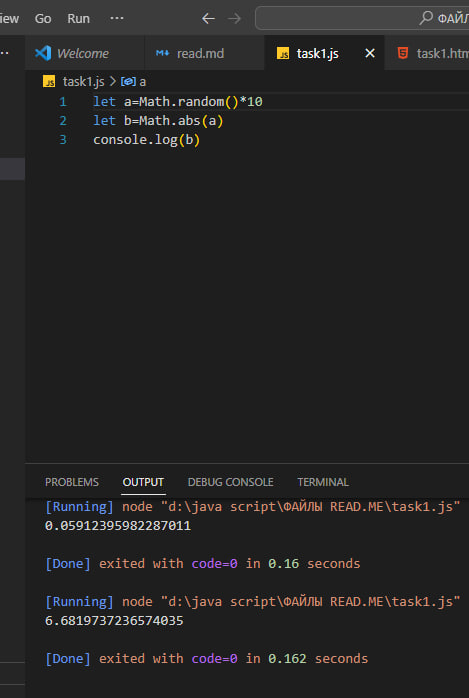 iew Go Run ··· ФАЙЛ
Welcome read.md JS task1.js task1.htm
JS task1.js > a
1 let a=Math.random()*10
2 let b=Math.abs(a)
3 console.log(b)
PROBLEMS OUTPUT DEBUG CONSOLE TERMINAL
[Running] node "d:\java script\ФАЙЛЫ READ.ME\task1.js"
0.05912395982287011
[Done] exited with code=0 in 0.16 seconds
[Running] node "d:\java script\ФАЙЛЫ READ.ME\task1.js"
6.6819737236574035
[Done] exited with code=0 in 0.162 seconds